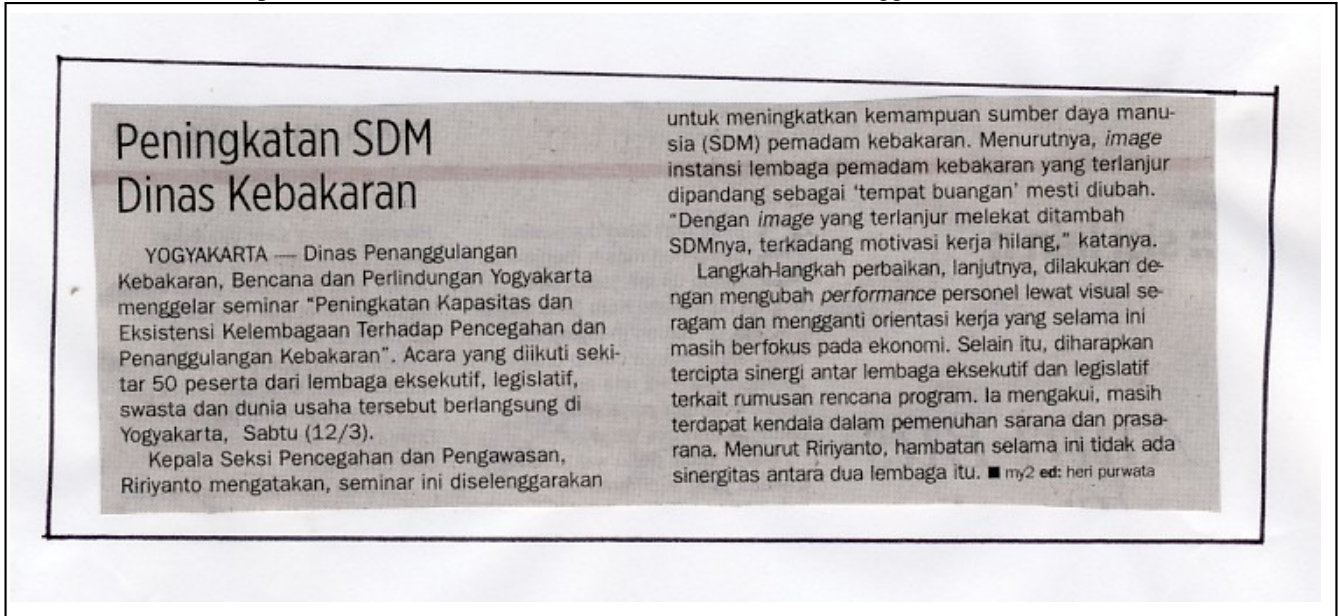 Peningkatan SDM
Dinas Kebakaran
YOGYAKARTA — Dinas Penanggulangan
Kebakaran, Bencana dan Perlindungan Yogyakarta
menggelar seminar "Peningkatan Kapasitas dan
Eksistensi Kelembagaan Terhadap Pencegahan dan
Penanggulangan Kebakaran". Acara yang diikuti seki-
tar 50 peserta dari lembaga eksekutif, legislatif,
swasta dan dunia usaha tersebut berlangsung di
Yogyakarta, Sabtu (12/3).
Kepala Seksi Pencegahan dan Pengawasan,
Ririyanto mengatakan, seminar ini diselenggarakan
untuk meningkatkan kemampuan sumber daya manu-
sia (SDM) pemadam kebakaran. Menurutnya, image
instansi lembaga pemadam kebakaran yang terlanjur
dipandang sebagai 'tempat buangan' mesti diubah.
"Dengan image yang terlanjur melekat ditambah
SDMnya, terkadang motivasi kerja hilang," katanya.
Langkah-langkah perbaikan, lanjutnya, dilakukan de-
ngan mengubah performance personel lewat visual se-
ragam dan mengganti orientasi kerja yang selama ini
masih berfokus pada ekonomi. Selain itu, diharapkan
tercipta sinergi antar lembaga eksekutif dan legislatif
terkait rumusan rencana program. Ia mengakui, masih
terdapat kendala dalam pemenuhan sarana dan prasa-
rana. Menurut Ririyanto, hambatan selama ini tidak ada
sinergitas antara dua lembaga itu. ■ my2 ed: heri purwata